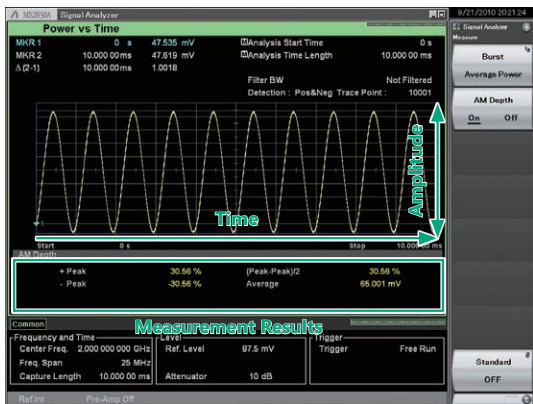 MS2830A Signal Analyzer
9/21/2010 20:21:24
Power vs Time
Signal Analyzer
Measure
MKR 1 0 s 47.535 mV Analysis Start Time 0 s
MKR 2 10.000 00 ms 47.619 mV Analysis Time Length 10.000 00 ms
Δ (2-1) 10.000 00 ms 1.0018
Filter BW Not Filtered
Detection : Pos&Neg Trace Point : 10001
Burst
Average Power
AM Depth
On Off
Amplitude
Time
Start 0 s Stop 10.000 00 ms
AM Depth
+ Peak 30.56 % (Peak-Peak)/2 30.56 %
- Peak -30.56 % Average 65.001 mV
Measurement Results
Common
Frequency and Time Level Trigger
Center Freq. 2.000 000 000 GHz Ref. Level 87.5 mV Trigger Free Run
Freq. Span 25 MHz
Capture Length 10.000 00 ms Attenuator 10 dB
Standard
OFF
Ref.Int Pre-Amp Off